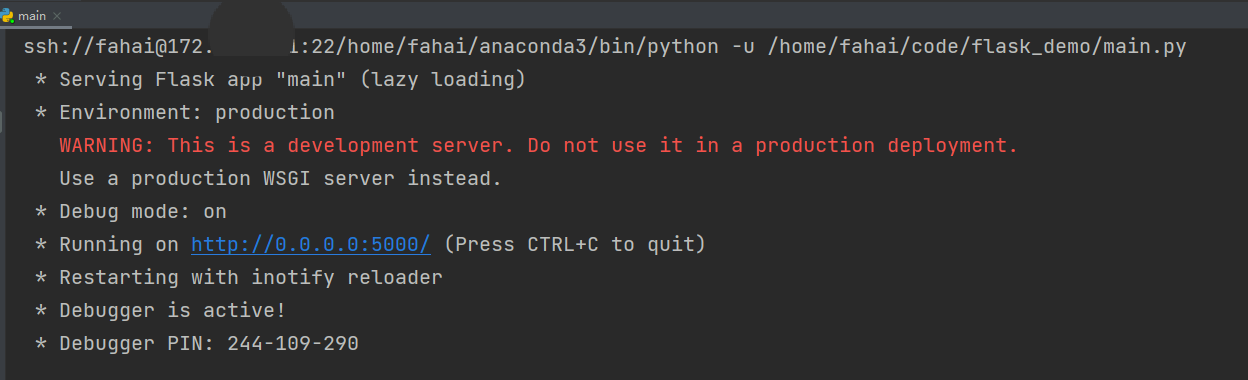 main
ssh://fahai@172. 1:22/home/fahai/anaconda3/bin/python -u /home/fahai/code/flask_demo/main.py
* Serving Flask app "main" (lazy loading)
* Environment: production
WARNING: This is a development server. Do not use it in a production deployment.
Use a production WSGI server instead.
* Debug mode: on
* Running on http://0.0.0.0:5000/ (Press CTRL+C to quit)
* Restarting with inotify reloader
* Debugger is active!
* Debugger PIN: 244-109-290